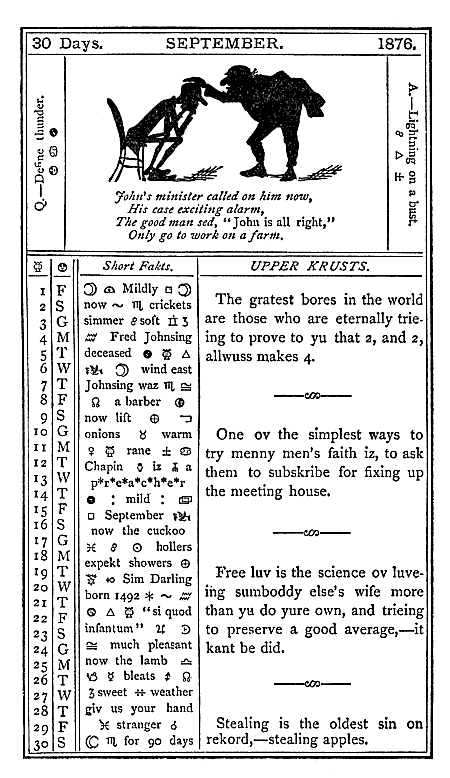 30 Days. SEPTEMBER. 1876.
Q.—Define thunder.
A.—Lightning on a bust.
John's minister called on him now,
His case exciting alarm,
The good man sed, "John is all right,"
Only go to work on a farm.
Short Fakts.
1 F Mildly
2 S now crickets
3 G simmer soft
4 M Fred Johnsing
5 T deceased
6 W wind east
7 T Johnsing waz
8 F a barber
9 S now lift
10 G onions warm
11 M rane
12 T Chapin iz a
13 W p*r*e*a*c*h*e*r
14 T : mild :
15 F September
16 S now the cuckoo
17 G hollers
18 M expekt showers
19 T Sim Darling
20 W born 1492
21 T "si quod
22 F infantum"
23 S much pleasant
24 G now the lamb
25 M bleats
26 T sweet weather
27 W giv us your hand
28 T stranger
29 F for 90 days
30 S
UPPER KRUSTS.
The gratest bores in the world
are those who are eternally trie-
ing to prove to yu that 2, and 2,
allwuss makes 4.
One ov the simplest ways to
try menny men's faith iz, to ask
them to subskribe for fixing up
the meeting house.
Free luv is the science ov luve-
ing sumboddy else's wife more
than yu do yure own, and trieing
to preserve a good average,—it
kant be did.
Stealing is the oldest sin on
rekord,—stealing apples.